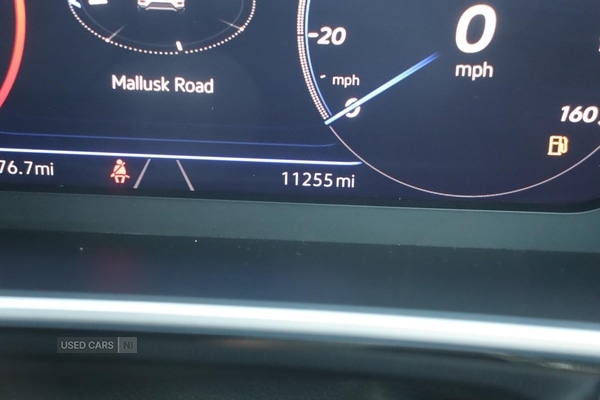 20
0
mph
mph
0
Mallusk Road
160
76.7mi
11255mi
USED CARS NI